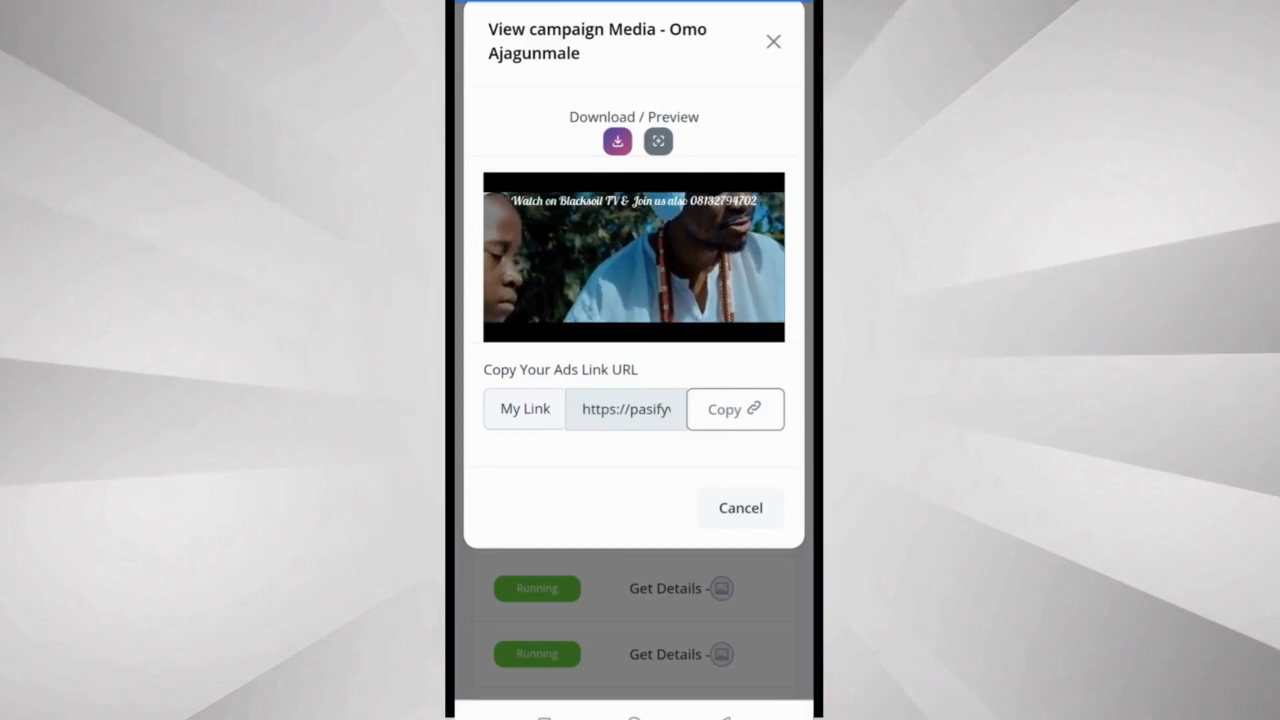 View campaign Media - Omo
Ajagunmale
Download / Preview
Watch on Blacksoil TV & Join us also 08132794702
Copy Your Ads Link URL
My Link
https://pasify
Copy
Cancel
Running
Get Details -
Running
Get Details -